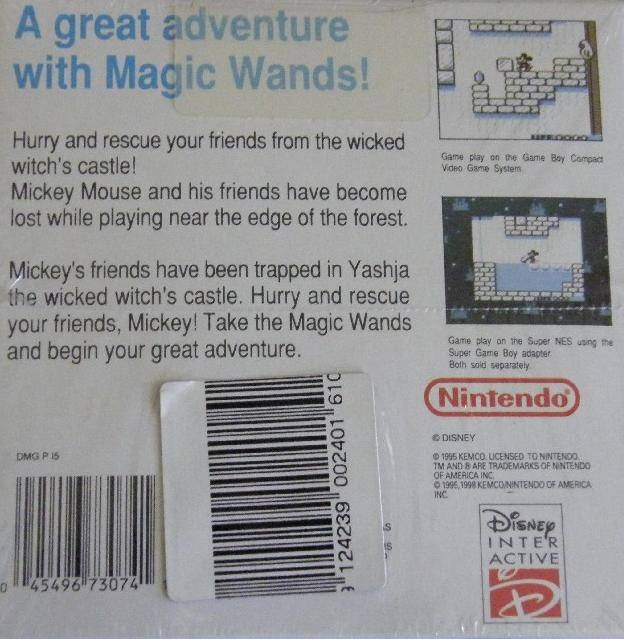 A great adventure
with Magic Wands!
Hurry and rescue your friends from the wicked
witch's castle!
Mickey Mouse and his friends have become
lost while playing near the edge of the forest.
Mickey's friends have been trapped in Yashja
the wicked witch's castle. Hurry and rescue
your friends, Mickey! Take the Magic Wands
and begin your great adventure.
Game play on the Game Boy Compact
Video Game System
Game play on the Super NES using the
Super Game Boy adapter
Both sold separately
Nintendo®
© DISNEY
© 1995 KEMCO. LICENSED TO NINTENDO.
TM AND ® ARE TRADEMARKS OF NINTENDO
OF AMERICA INC.
© 1995, 1998 KEMCO/NINTENDO OF AMERICA
INC.
DISNEY
INTER
ACTIVE
D
DMG P IS
0 45496 73074
9 124239 002401 610